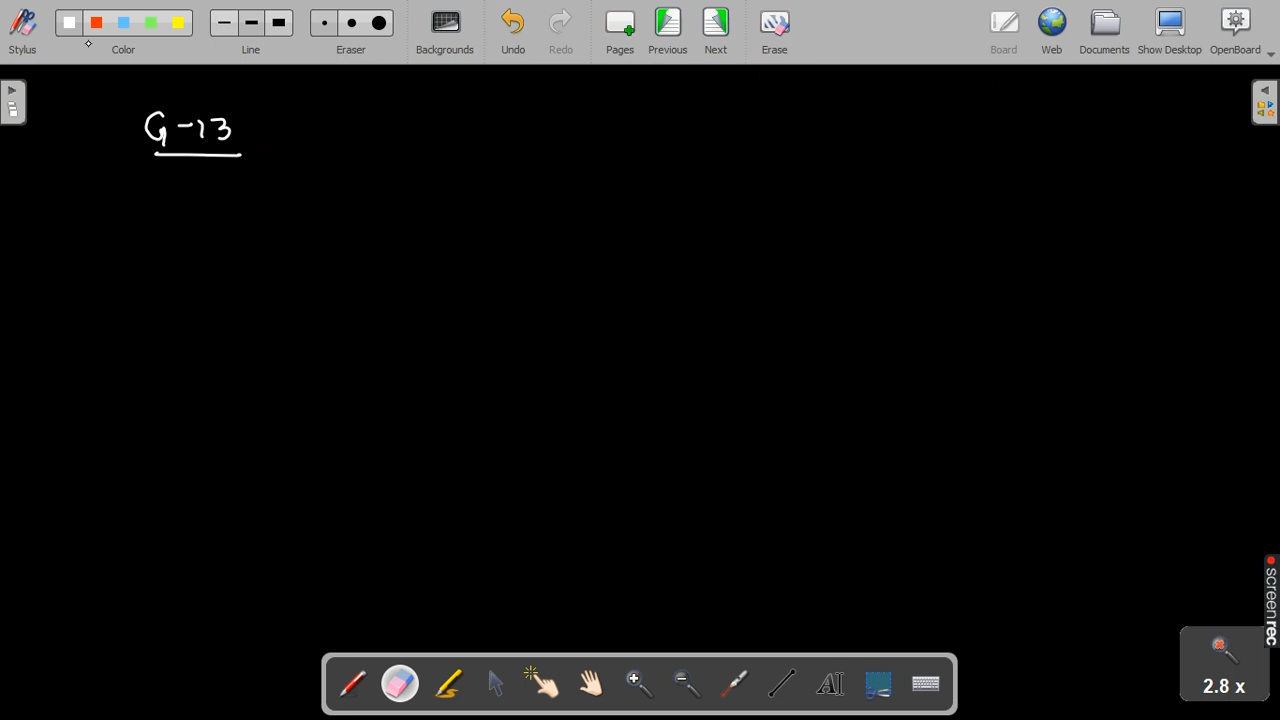 Stylus Color Line Eraser Backgrounds Undo Redo Pages Previous Next Erase Board Web Documents Show Desktop OpenBoard
G-13
AI
screenrec
2.8 x